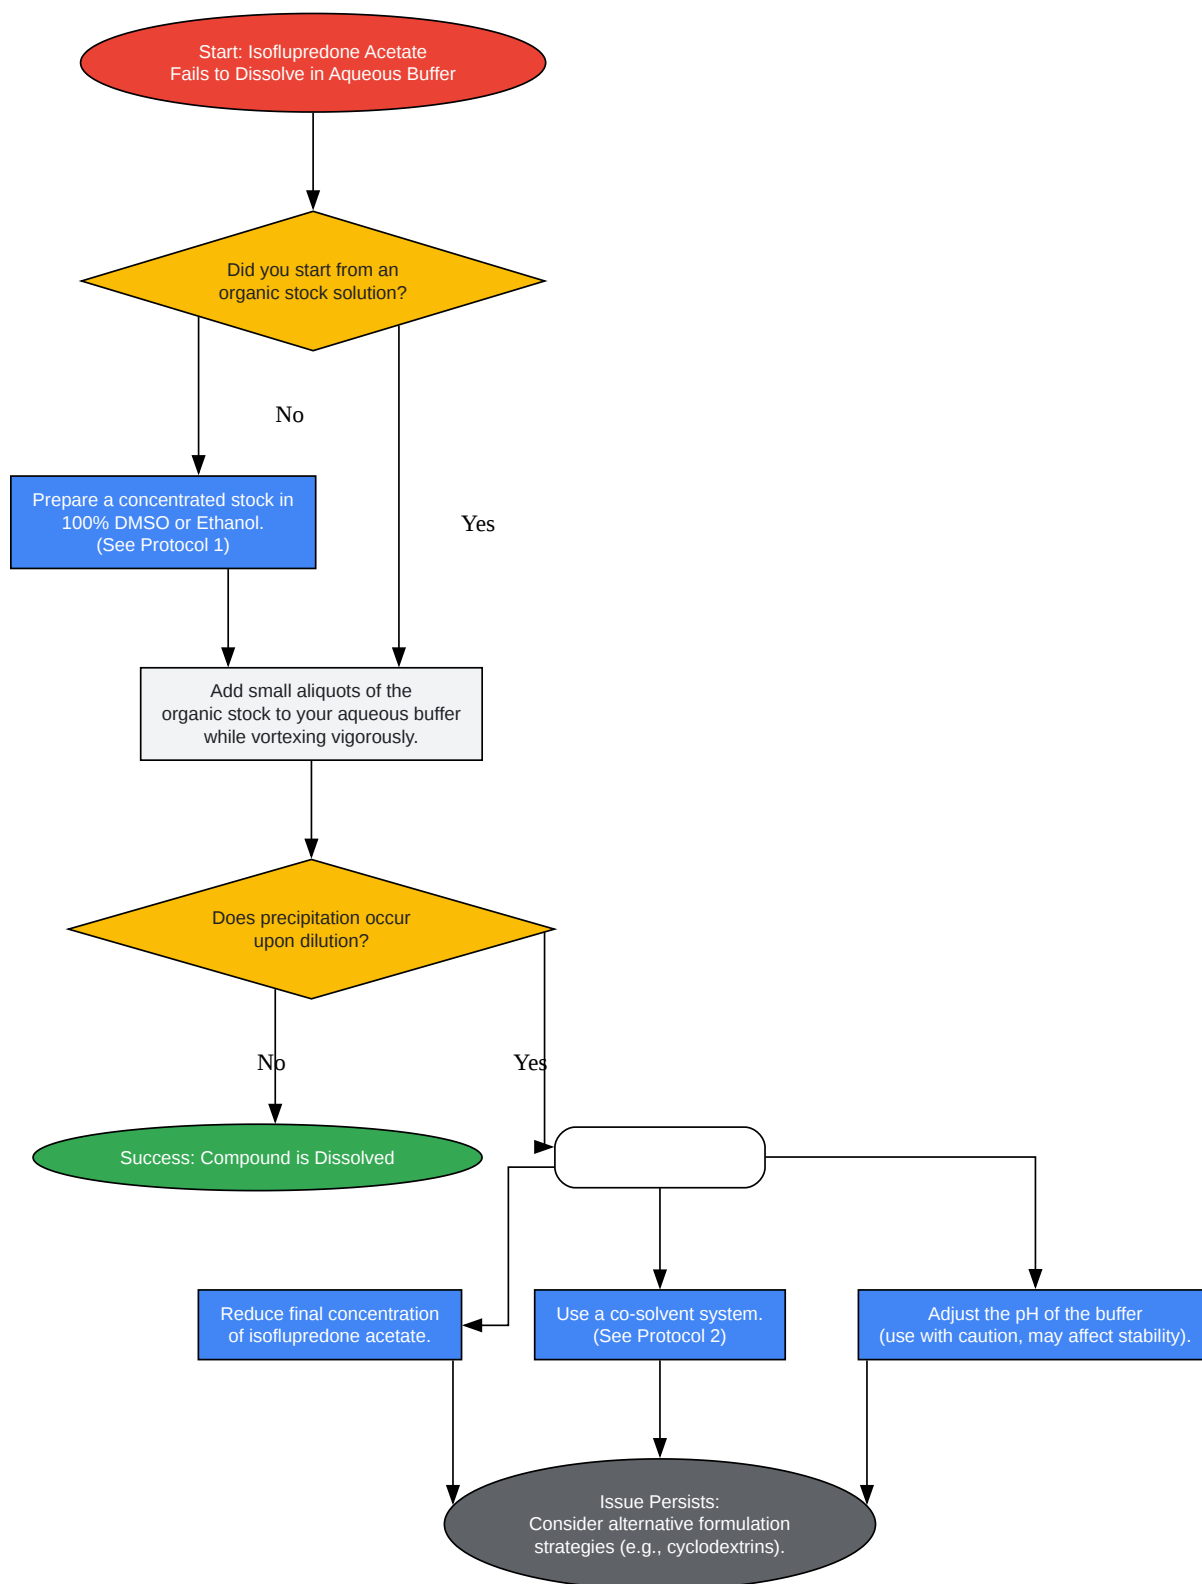 Start: Isoflupredone Acetate
Fails to Dissolve in Aqueous Buffer
Did you start from an
organic stock solution?
No
Prepare a concentrated stock in
100% DMSO or Ethanol.
(See Protocol 1)
Yes
Add small aliquots of the
organic stock to your aqueous buffer
while vortexing vigorously.
Does precipitation occur
upon dilution?
No
Yes
Success: Compound is Dissolved
Reduce final concentration
of isoflupredone acetate.
Use a co-solvent system.
(See Protocol 2)
Adjust the pH of the buffer
(use with caution, may affect stability).
Issue Persists:
Consider alternative formulation
strategies (e.g., cyclodextrins).